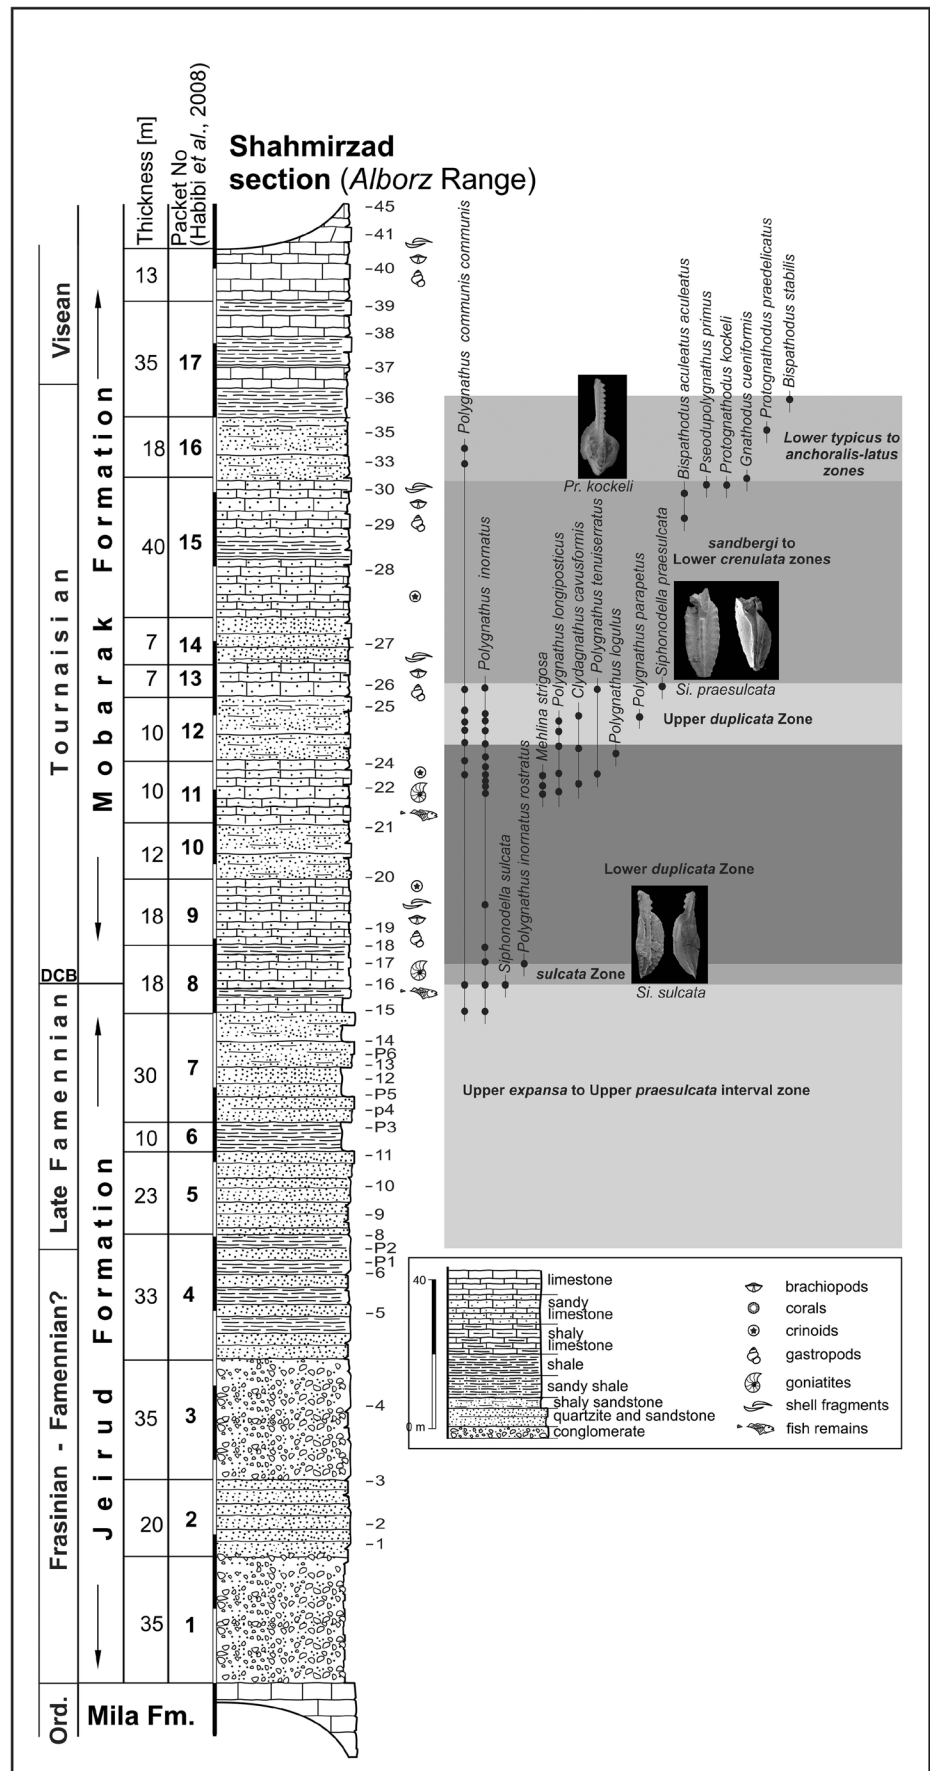 Shahmirzad
section (Alborz Range)
Thickness [m]
Packet No
(Habibi et al., 2008)
Visean
Tournaisian
DCB
Late Famennian
Frasinian - Famennian?
Ord.
Mobarak Formation
Jeirud Formation
Mila Fm.
13
35
18
40
7
7
10
10
12
18
18
30
10
23
33
35
20
35
17
16
15
14
13
12
11
10
9
8
7
6
5
4
3
2
1
-45
-41
-40
-39
-38
-37
-36
-35
-33
-30
-29
-28
-27
-26
-25
-24
-22
-21
-20
-19
-18
-17
-16
-15
-14
-P6
-13
-12
-P5
-p4
-P3
-11
-10
-9
-8
-P2
-P1
-6
-5
-4
-3
-2
-1
Polygnathus communis communis
Polygnathus inornatus
Siphonodella sulcata
Polygnathus inornatus rostratus
Mehlina strigosa
Polygnathus longiposticus
Clydagnathus cavusformis
Polygnathus tenuiserratus
Polygnathus logulus
Polygnathus parapetus
Siphonodella praesulcata
Bispathodus aculeatus aculeatus
Pseodupolygnathus primus
Protognathodus kockeli
Gnathodus cueniformis
Protognathodus praedelicatus
Bispathodus stabilis
Pr. kockeli
Lower typicus to
anchoralis-latus
zones
sandbergi to
Lower crenulata zones
Si. praesulcata
Upper duplicata Zone
Lower duplicata Zone
sulcata Zone
Si. sulcata
Upper expansa to Upper praesulcata interval zone
40
0 m
limestone
sandy
limestone
shaly
limestone
shale
sandy shale
shaly sandstone
quartzite and sandstone
conglomerate
brachiopods
corals
crinoids
gastropods
goniatites
shell fragments
fish remains